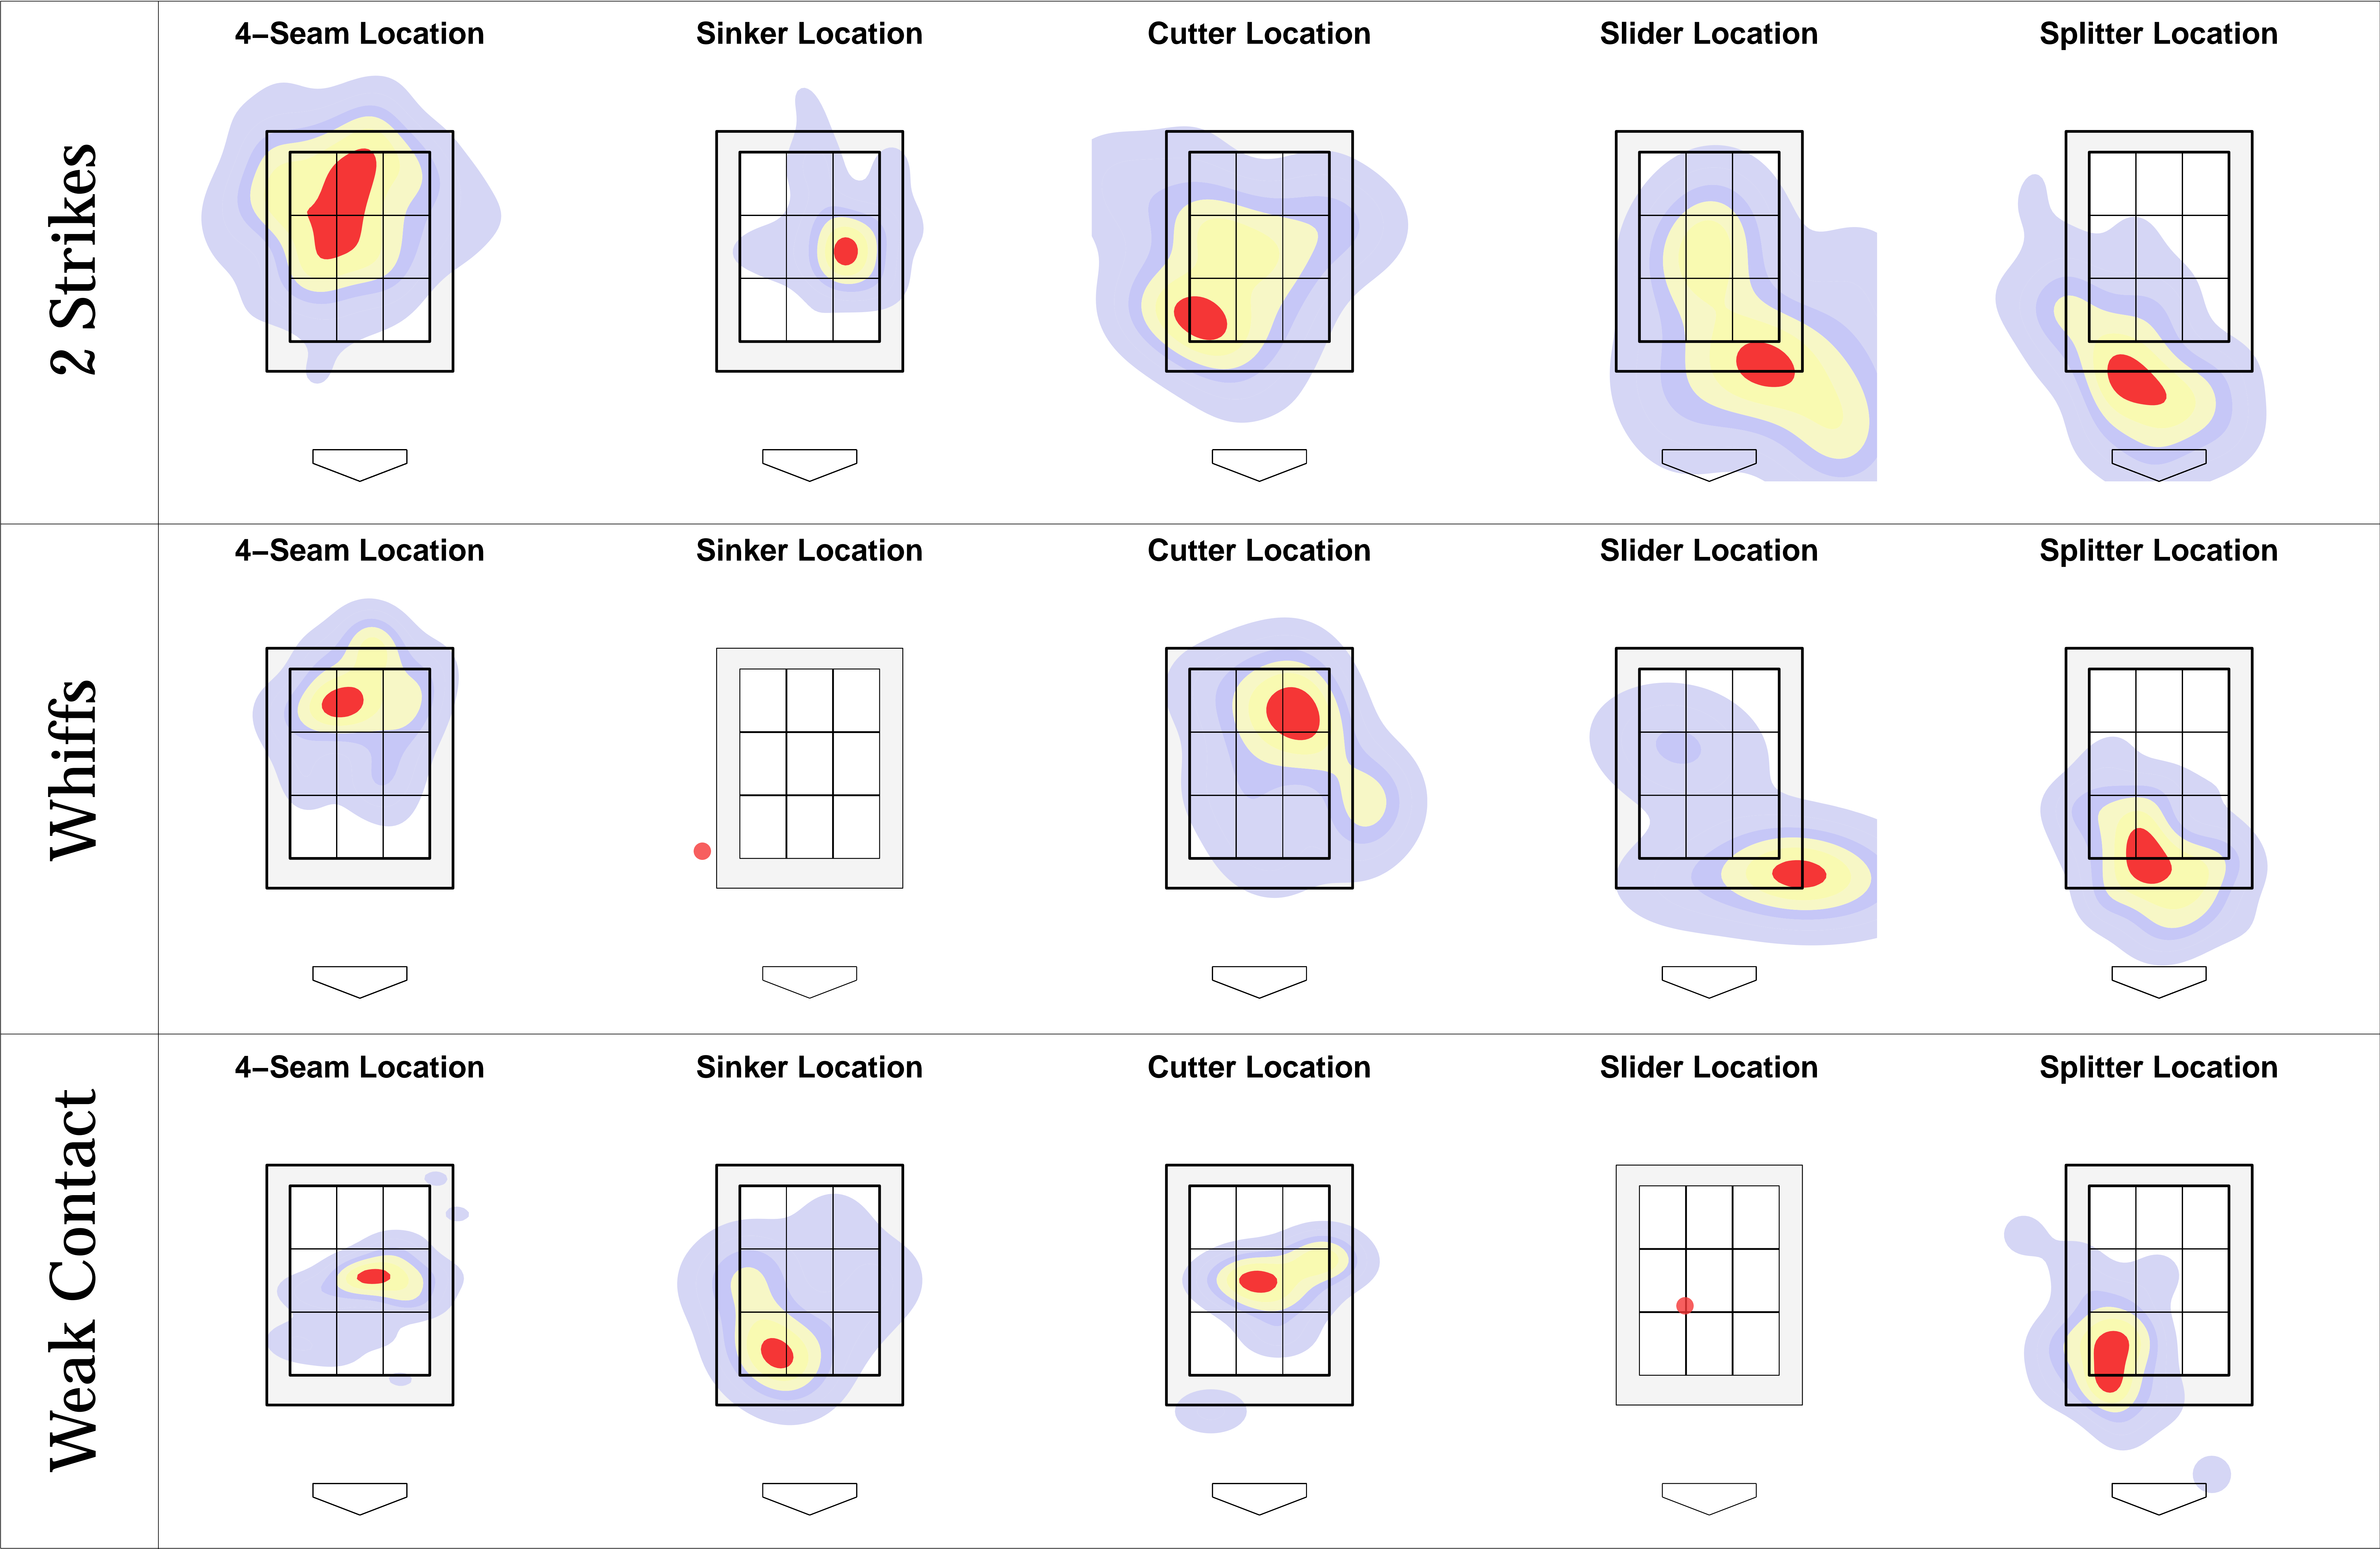 2 Strikes
4–Seam Location
Sinker Location
Cutter Location
Slider Location
Splitter Location
Whiffs
4–Seam Location
Sinker Location
Cutter Location
Slider Location
Splitter Location
Weak Contact
4–Seam Location
Sinker Location
Cutter Location
Slider Location
Splitter Location